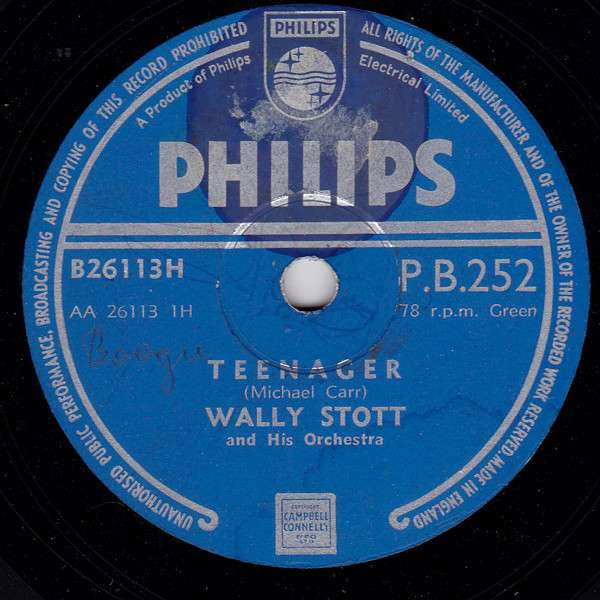 UNAUTHORISED PUBLIC PERFORMANCE, BROADCASTING AND COPYING OF THIS RECORD PROHIBITED
ALL RIGHTS OF THE MANUFACTURER AND OF THE OWNER OF THE RECORDED WORK RESERVED. MADE IN ENGLAND
PHILIPS
A Product of Philips
Electrical Limited
PHILIPS
B26113H
P.B.252
AA 26113 1H
78 r.p.m. Green
Boogie
TEENAGER
(Michael Carr)
WALLY STOTT
and His Orchestra
COPYRIGHT
CAMPBELL
CONNELLY